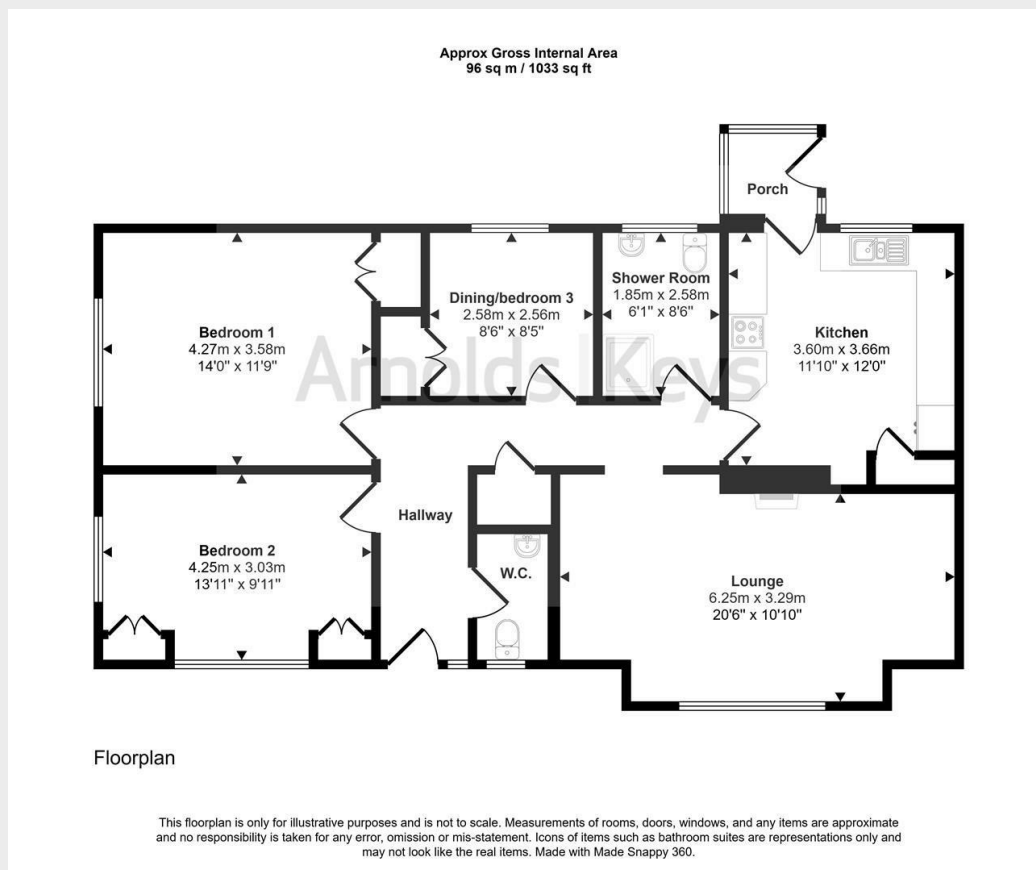 Approx Gross Internal Area
96 sq m / 1033 sq ft
Porch
Bedroom 1
4.27m x 3.58m
14'0" x 11'9"
Dining/bedroom 3
2.58m x 2.56m
8'6" x 8'5"
Shower Room
1.85m x 2.58m
6'1" x 8'6"
Kitchen
3.60m x 3.66m
11'10" x 12'0"
Arnolds | Keys
Hallway
Bedroom 2
4.25m x 3.03m
13'11" x 9'11"
W.C.
Lounge
6.25m x 3.29m
20'6" x 10'10"
Floorplan
This floorplan is only for illustrative purposes and is not to scale. Measurements of rooms, doors, windows, and any items are approximate
and no responsibility is taken for any error, omission or mis-statement. Icons of items such as bathroom suites are representations only and
may not look like the real items. Made with Made Snappy 360.